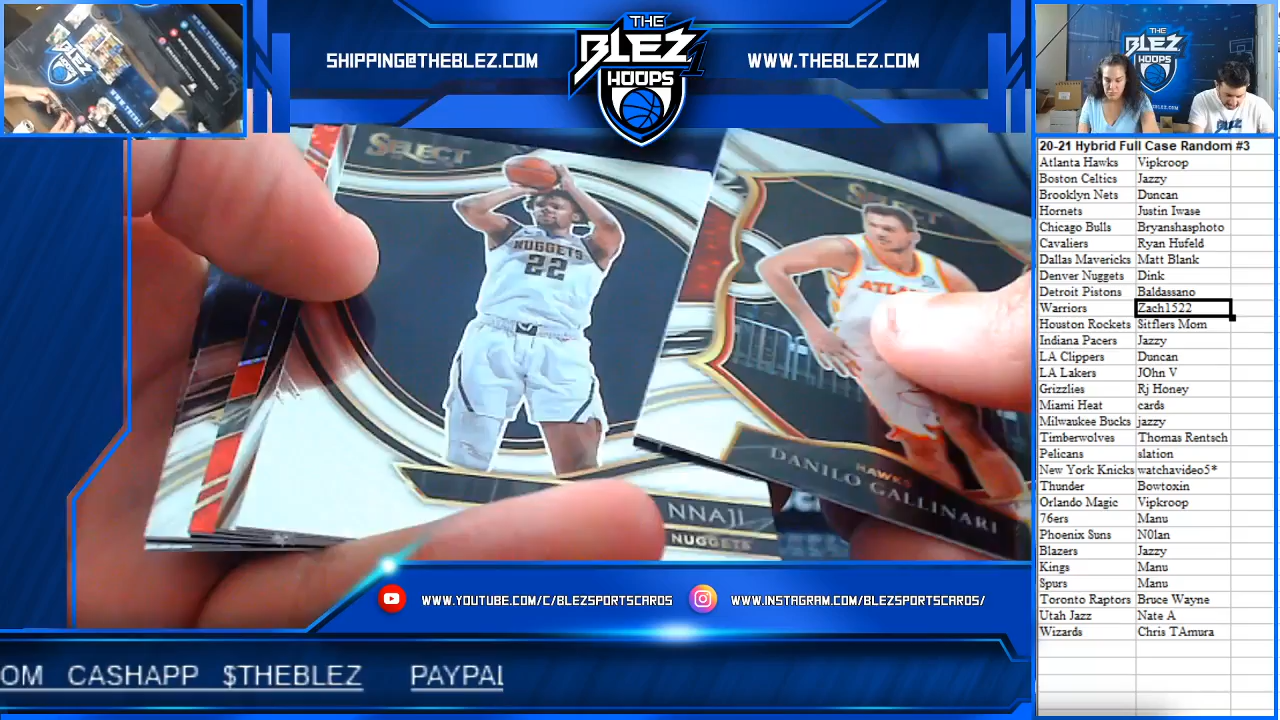 SHIPPING@THEBLEZ.COM
THE
BLEZ
HOOPS
1
WWW.THEBLEZ.COM
THE
BLEZ
HOOPS
SELECT
NUGGETS
22
NNAJI
NUGGETS
SELECT
ATLA
HAWKS
DANILO GALLINARI
20-21 Hybrid Full Case Random #3
Atlanta Hawks Vipkroop
Boston Celtics Jazzy
Brooklyn Nets Duncan
Hornets Justin Iwase
Chicago Bulls Bryanshasphoto
Cavaliers Ryan Hufeld
Dallas Mavericks Matt Blank
Denver Nuggets Dink
Detroit Pistons Baldassano
Warriors Zach1522
Houston Rockets Sitflers Mom
Indiana Pacers Jazzy
LA Clippers Duncan
LA Lakers JOhn V
Grizzlies Rj Honey
Miami Heat cards
Milwaukee Bucks jazzy
Timberwolves Thomas Rentsch
Pelicans slation
New York Knicks watchavideo5*
Thunder Bowtoxin
Orlando Magic Vipkroop
76ers Manu
Phoenix Suns N0lan
Blazers Jazzy
Kings Manu
Spurs Manu
Toronto Raptors Bruce Wayne
Utah Jazz Nate A
Wizards Chris TAmura
WWW.YOUTUBE.COM/C/BLEZSPORTSCARDS
WWW.INSTAGRAM.COM/BLEZSPORTSCARDS/
OM CASHAPP $THEBLEZ PAYPAL